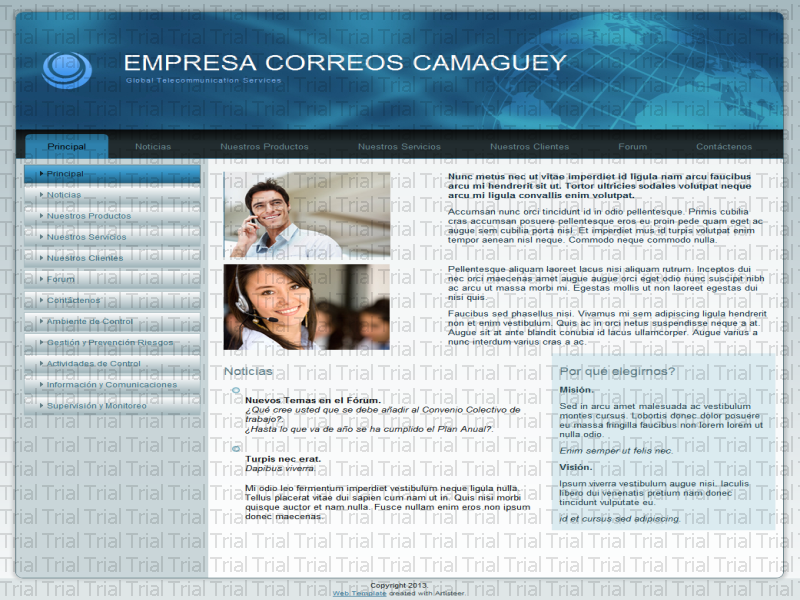 EMPRESA CORREOS CAMAGUEY
Global Telecommunication Services
Principal
Noticias
Nuestros Productos
Nuestros Servicios
Nuestros Clientes
Forum
Contáctenos
Principal
Noticias
Nuestros Productos
Nuestros Servicios
Nuestros Clientes
Fórum
Contáctenos
Ambiente de Control
Gestión y Prevención Riesgos
Actividades de Control
Información y Comunicaciones
Supervisión y Monitoreo
Nunc metus nec ut vitae imperdiet id ligula nam arcu faucibus
arcu mi hendrerit sit ut. Tortor ultricies sodales volutpat neque
arcu mi ligula convallis enim volutpat.
Accumsan nunc orci tincidunt id in odio pellentesque. Primis cubilia
cras accumsan posuere pellentesque eros eu proin pede quam eget ac
augue sem cubilia porta nisl. Et imperdiet mus id turpis volutpat enim
tempor aenean nisl neque. Commodo neque commodo nulla.
Pellentesque aliquam laoreet lacus nisi aliquam rutrum. Inceptos dui
nec orci maecenas amet augue augue orci eget odio nunc suscipit nibh
ac arcu ut massa morbi mi. Egestas mollis ut non laoreet egestas dui
nisi quis.
Faucibus sed phasellus nisi. Vivamus mi sem adipiscing ligula hendrerit
non et enim vestibulum. Quis ac in orci netus suspendisse neque a at.
Augue sit at ante blandit conubia id lacus ullamcorper. Augue varius a
nunc interdum varius cras a ac.
Noticias
Nuevos Temas en el Fórum.
¿Qué cree usted que se debe añadir al Convenio Colectivo de
trabajo?.
¿Hasta lo que va de año se ha cumplido el Plan Anual?.
Turpis nec erat.
Dapibus viverra.
Mi odio leo fermentum imperdiet vestibulum neque ligula nulla.
Tellus placerat vitae dui sapien cum nam ut in. Quis nisi morbi
quisque auctor et nam nulla. Fusce nullam enim eros non ipsum
donec maecenas.
Por qué elegirnos?
Misión.
Sed in arcu amet malesuada ac vestibulum
montes cursus. Lobortis donec dolor posuere
eu massa fringilla faucibus non lorem lorem ut
nulla odio.
Enim semper ut felis nec.
Visión.
Ipsum viverra vestibulum augue nisi. Iaculis
libero dui venenatis pretium nam donec
tincidunt vulputate eu.
id et cursus sed adipiscing.
Copyright 2013.
Web Template created with Artisteer.
Trial